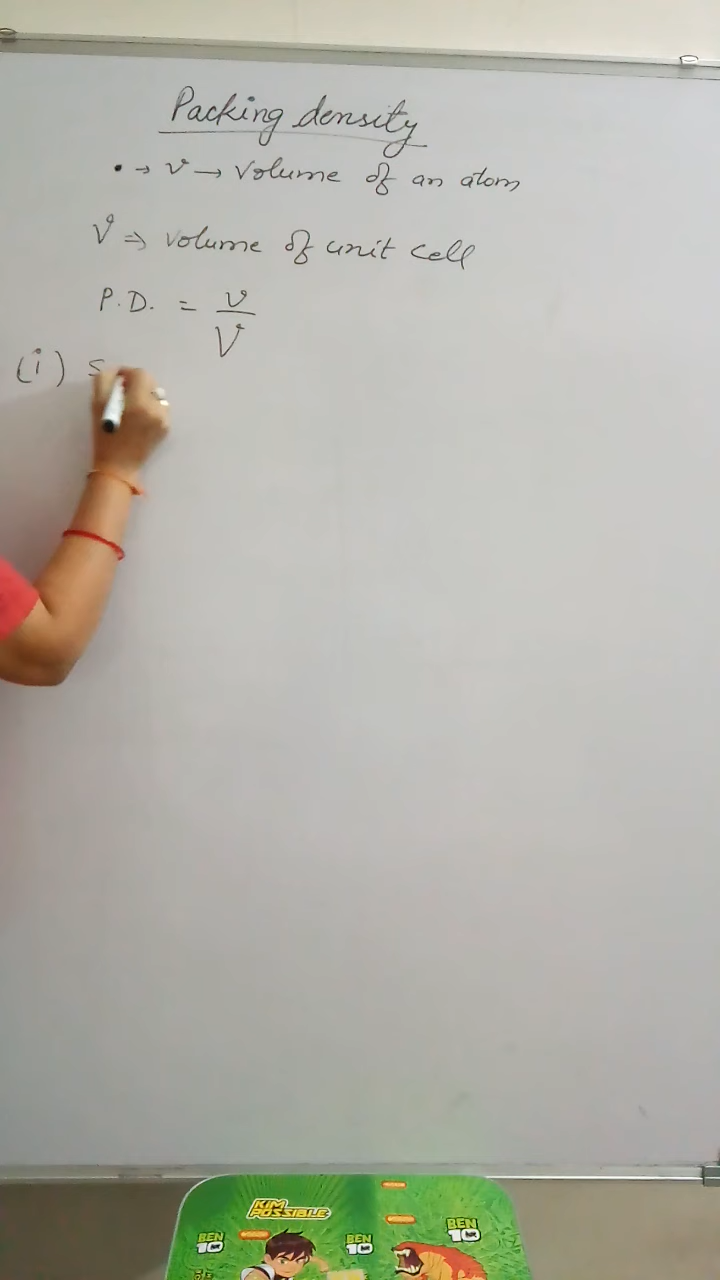 Packing density
• → v → Volume of an atom
V ⇒ Volume of unit cell
P.D. = v/V
(i) S
KIM POSSIBLE
BEN 10
BEN 10
BEN 10